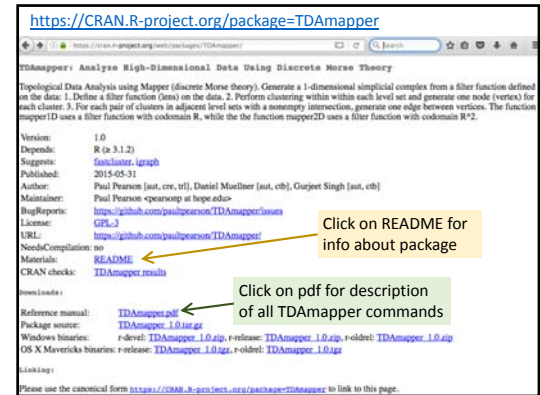 https://CRAN.R-project.org/package=TDAmapper
https://cran.r-project.org/web/packages/TDAmapper/
Search
TDAmapper: Analyze High-Dimensional Data Using Discrete Morse Theory
Topological Data Analysis using Mapper (discrete Morse theory). Generate a 1-dimensional simplicial complex from a filter function defined
on the data: 1. Define a filter function (lens) on the data. 2. Perform clustering within within each level set and generate one node (vertex) for
each cluster. 3. For each pair of clusters in adjacent level sets with a nonempty intersection, generate one edge between vertices. The function
mapper1D uses a filter function with codomain R, while the the function mapper2D uses a filter function with codomain R^2.
Version: 1.0
Depends: R (≥ 3.1.2)
Suggests: fastcluster, igraph
Published: 2015-05-31
Author: Paul Pearson [aut, cre, trl], Daniel Muellner [aut, ctb], Gurjeet Singh [aut, ctb]
Maintainer: Paul Pearson <pearsonp at hope.edu>
BugReports: https://github.com/paultpearson/TDAmapper/issues
License: GPL-3
URL: https://github.com/paultpearson/TDAmapper/
NeedsCompilation: no
Materials: README
CRAN checks: TDAmapper results
Click on README for
info about package
Downloads:
Click on pdf for description
of all TDAmapper commands
Reference manual: TDAmapper.pdf
Package source: TDAmapper_1.0.tar.gz
Windows binaries: r-devel: TDAmapper_1.0.zip, r-release: TDAmapper_1.0.zip, r-oldrel: TDAmapper_1.0.zip
OS X Mavericks binaries: r-release: TDAmapper_1.0.tgz, r-oldrel: TDAmapper_1.0.tgz
Linking:
Please use the canonical form https://CRAN.R-project.org/package=TDAmapper to link to this page.